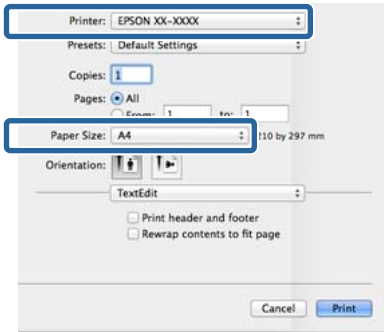 Printer: EPSON XX-XXXX
Presets: Default Settings
Copies: 1
Pages: All
From: 1 to: 1
Paper Size: A4 210 by 297 mm
Orientation:
TextEdit
Print header and footer
Rewrap contents to fit page
Cancel Print